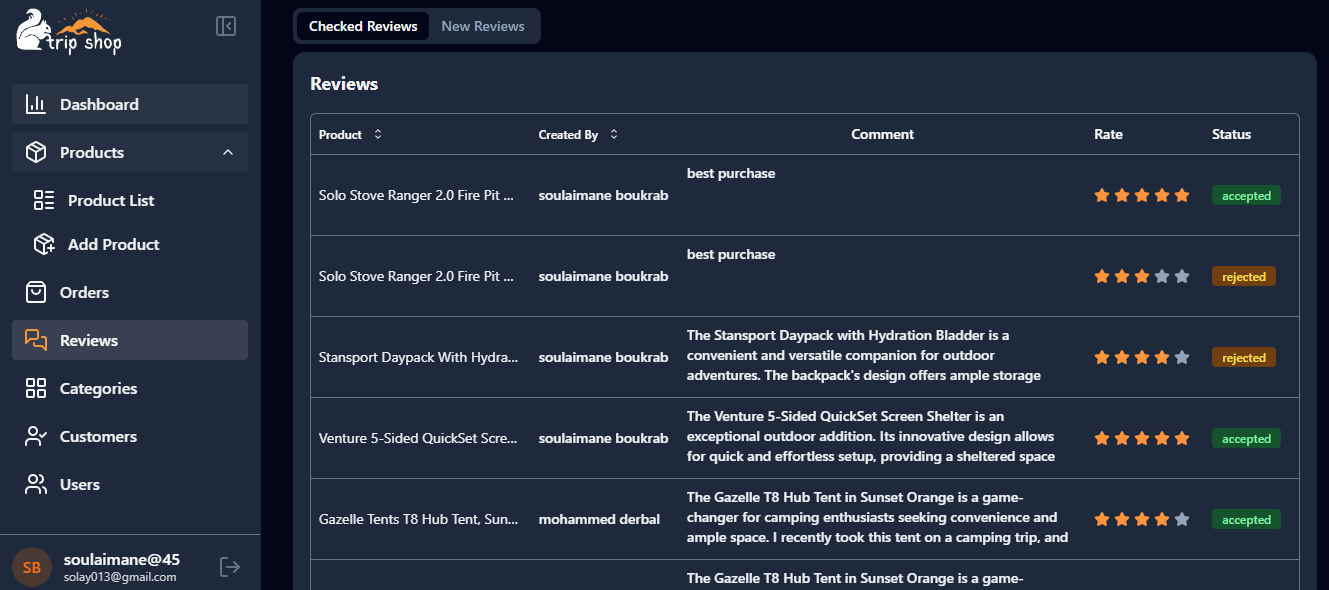 trip shop
Dashboard
Products
Product List
Add Product
Orders
Reviews
Categories
Customers
Users
SB
soulaimane@45
solay013@gmail.com
Checked Reviews New Reviews
Reviews
Product Created By Comment Rate Status
Solo Stove Ranger 2.0 Fire Pit ... soulaimane boukrab best purchase accepted
Solo Stove Ranger 2.0 Fire Pit ... soulaimane boukrab best purchase rejected
Stansport Daypack With Hydra... soulaimane boukrab
The Stansport Daypack with Hydration Bladder is a
convenient and versatile companion for outdoor
adventures. The backpack's design offers ample storage
rejected
Venture 5-Sided QuickSet Scre... soulaimane boukrab
The Venture 5-Sided QuickSet Screen Shelter is an
exceptional outdoor addition. Its innovative design allows
for quick and effortless setup, providing a sheltered space
accepted
Gazelle Tents T8 Hub Tent, Sun... mohammed derbal
The Gazelle T8 Hub Tent in Sunset Orange is a game-
changer for camping enthusiasts seeking convenience and
ample space. I recently took this tent on a camping trip, and
accepted
The Gazelle T8 Hub Tent in Sunset Orange is a game-